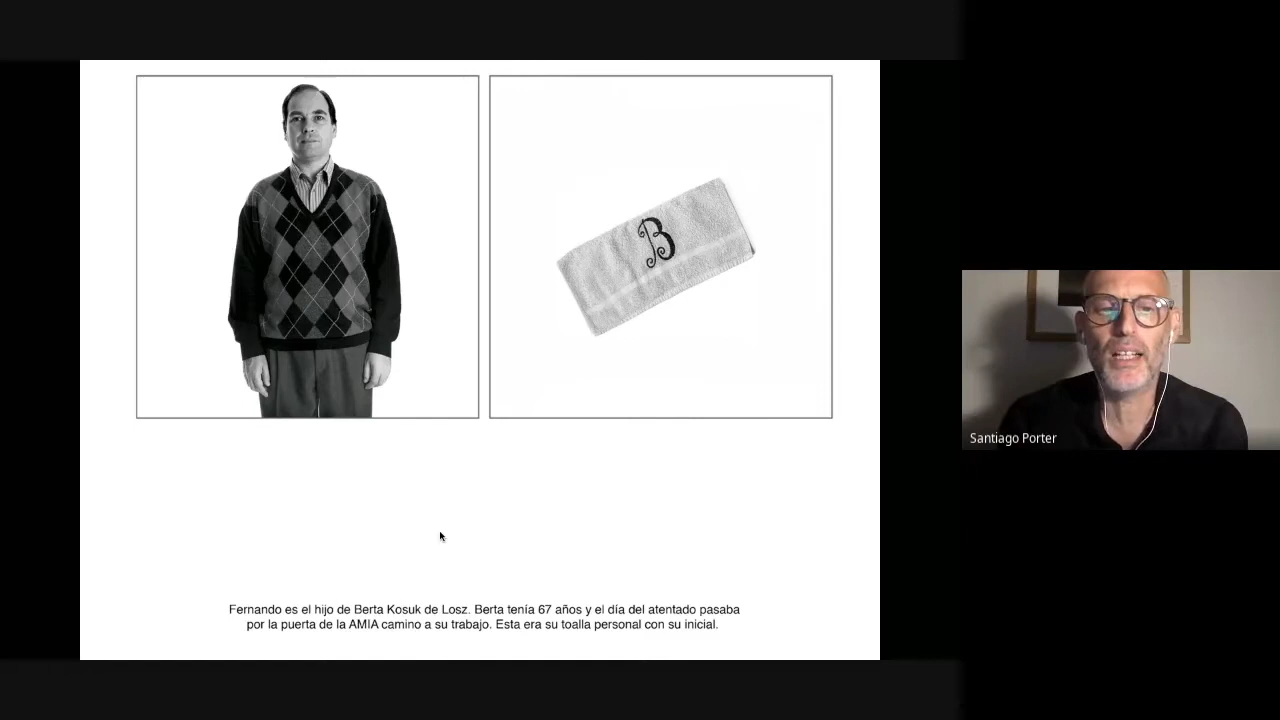 B
Santiago Porter
Fernando es el hijo de Berta Kosuk de Losz. Berta tenía 67 años y el día del atentado pasaba
por la puerta de la AMIA camino a su trabajo. Esta era su toalla personal con su inicial.